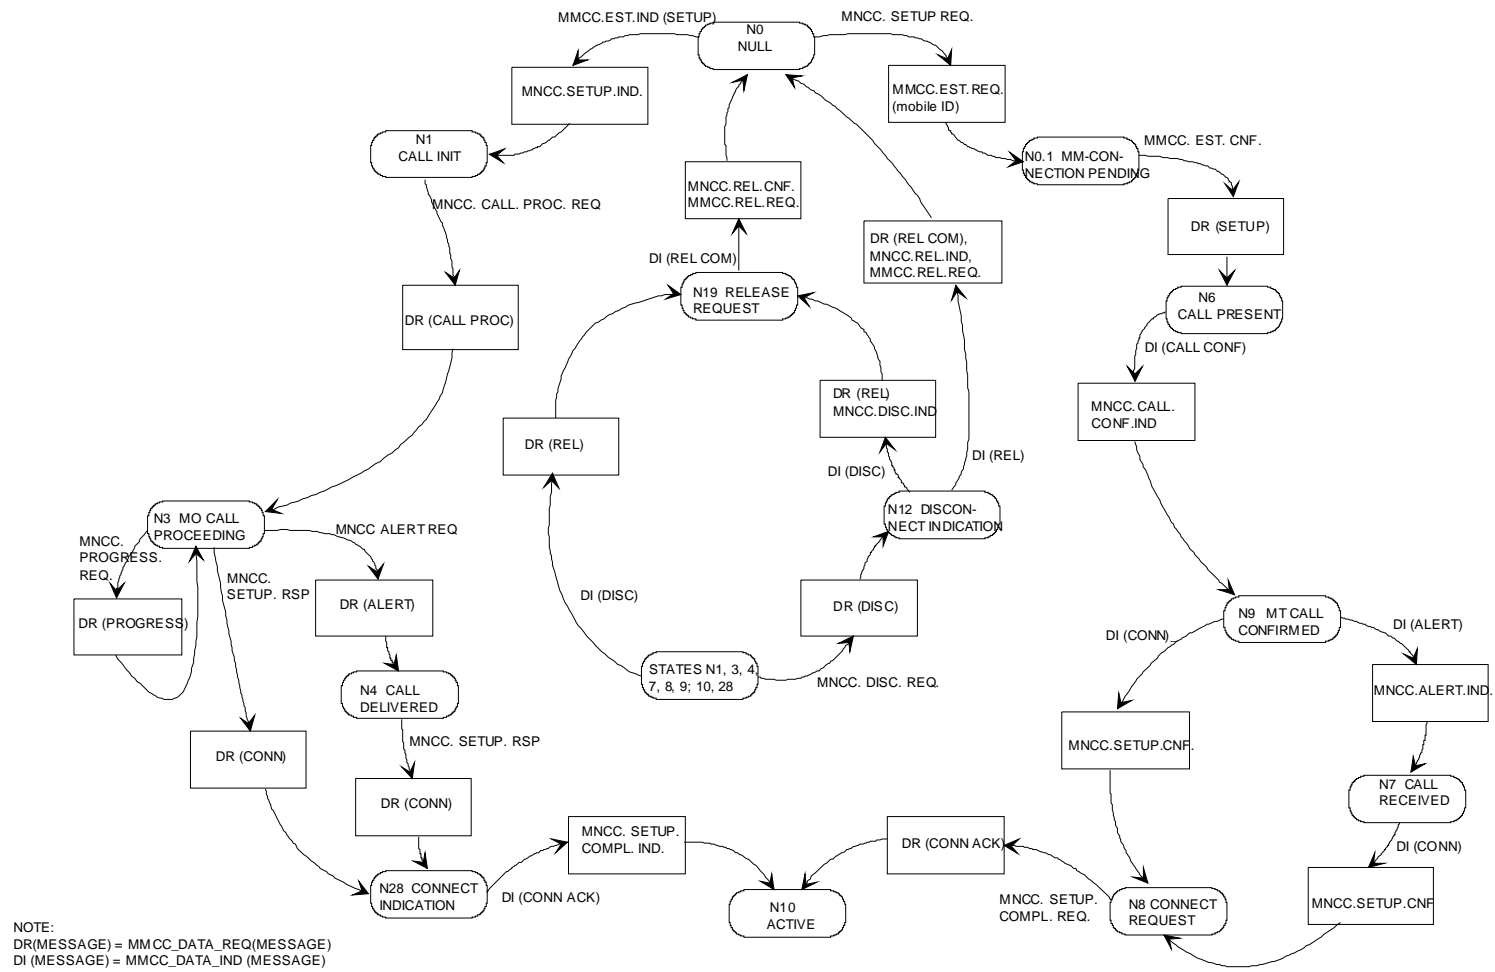 MMCC.EST.IND (SETUP)
N0
NULL
MNCC. SETUP REQ.
MNCC.SETUP.IND.
MMCC.EST.REQ.
(mobile ID)
N1
CALL INIT
N0.1 MM-CON-
NECTION PENDING
MMCC. EST. CNF.
MNCC. CALL. PROC. REQ
MNCC.REL.CNF.
MMCC.REL.REQ.
DR (SETUP)
DR (REL COM),
MNCC.REL.IND,
MMCC.REL.REQ.
DI (REL COM)
N19 RELEASE
REQUEST
N6
CALL PRESENT
DR (CALL PROC)
DI (CALL CONF)
DR (REL)
MNCC.DISC.IND
MNCC.CALL.
CONF.IND
DR (REL)
DI (DISC)
DI (REL)
N3 MO CALL
PROCEEDING
N12 DISCON-
NECT INDICATION
MNCC.
PROGRESS.
REQ.
MNCC ALERT REQ
MNCC.
SETUP. RSP
DI (DISC)
DR (PROGRESS)
DR (ALERT)
DR (DISC)
N9 MT CALL
CONFIRMED
DI (CONN)
DI (ALERT)
STATES N1, 3, 4,
7, 8, 9; 10, 28
MNCC. DISC. REQ.
N4 CALL
DELIVERED
MNCC.ALERT.IND.
MNCC. SETUP. RSP
DR (CONN)
MNCC.SETUP.CNF.
N7 CALL
RECEIVED
DR (CONN)
MNCC. SETUP.
COMPL. IND.
DR (CONN ACK)
DI (CONN)
N28 CONNECT
INDICATION
DI (CONN ACK)
N10
ACTIVE
MNCC. SETUP.
COMPL. REQ.
N8 CONNECT
REQUEST
MNCC.SETUP.CNF
NOTE:
DR(MESSAGE) = MMCC_DATA_REQ(MESSAGE)
DI (MESSAGE) = MMCC_DATA_IND (MESSAGE)